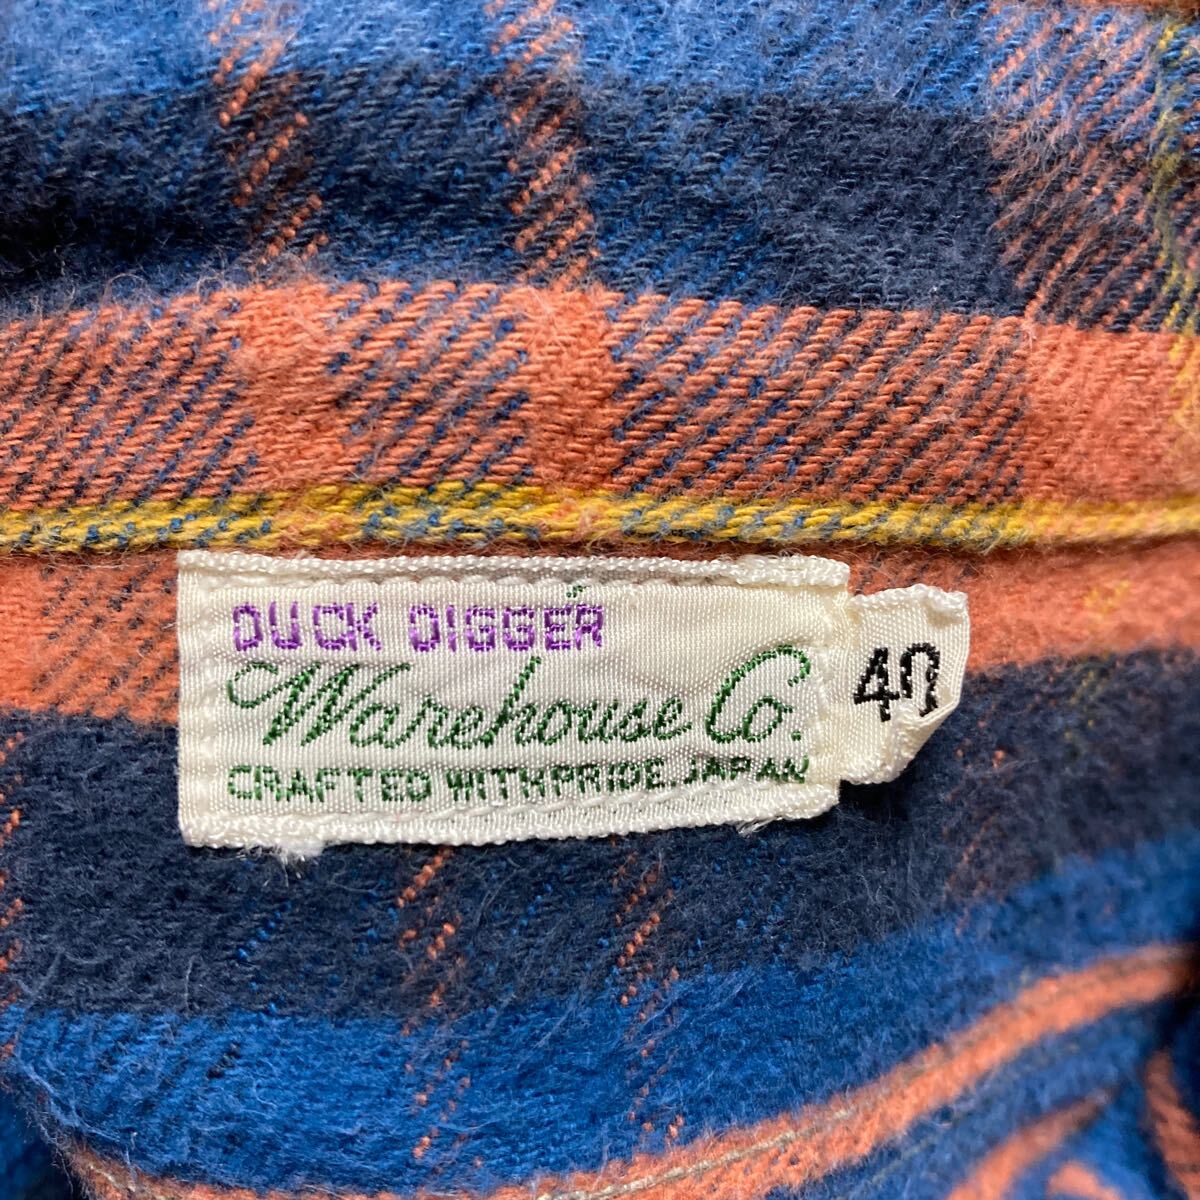 DUCK DIGGER
Warehouse Co.
CRAFTED WITH PRIDE JAPAN
40